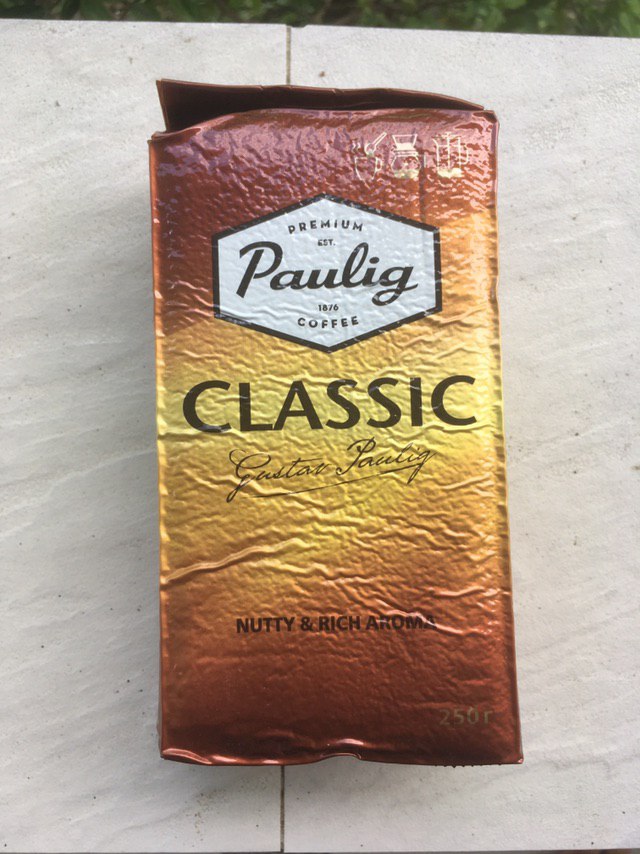 PREMIUM
EST.
Paulig
1876
COFFEE
CLASSIC
Gustav Paulig
NUTTY & RICH AROMA
250 г